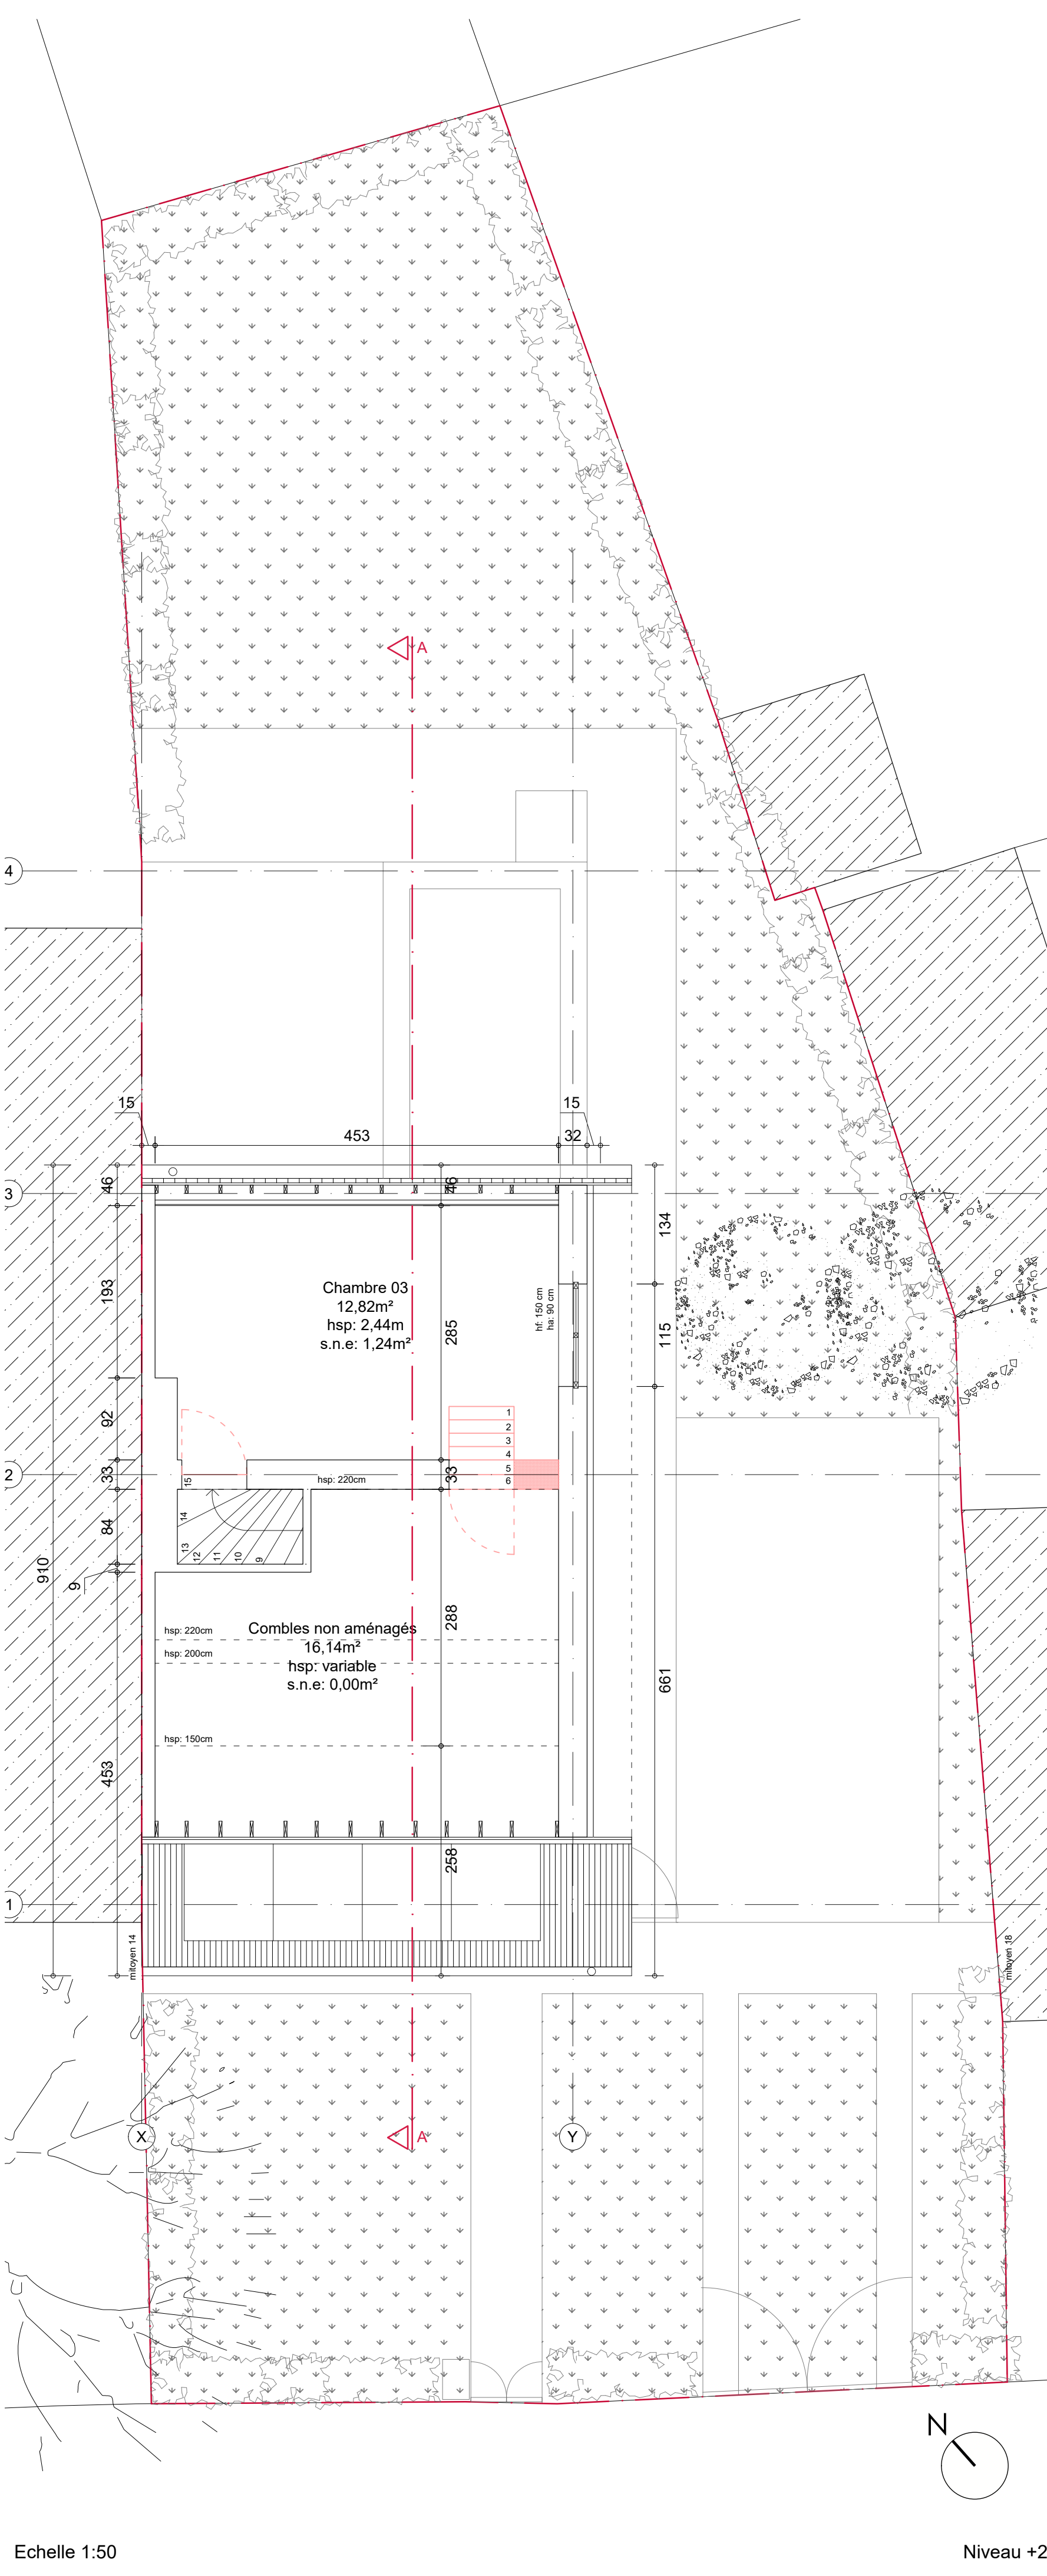 A
4
15
15
453
32
46
46
3
134
193
Chambre 03
12,82m²
hsp: 2,44m
s.n.e: 1,24m²
hf: 150 cm
ha: 90 cm
285
115
92
1
2
3
4
5
6
33
33
2
15
hsp: 220cm
14
13
12
11
10
9
84
910
9
288
hsp: 220cm
Combles non aménagés
16,14m²
hsp: 200cm
hsp: variable
s.n.e: 0,00m²
661
hsp: 150cm
453
258
1
mitoyen 14
mitoyen 18
X
A
Y
N
Echelle 1:50
Niveau +2